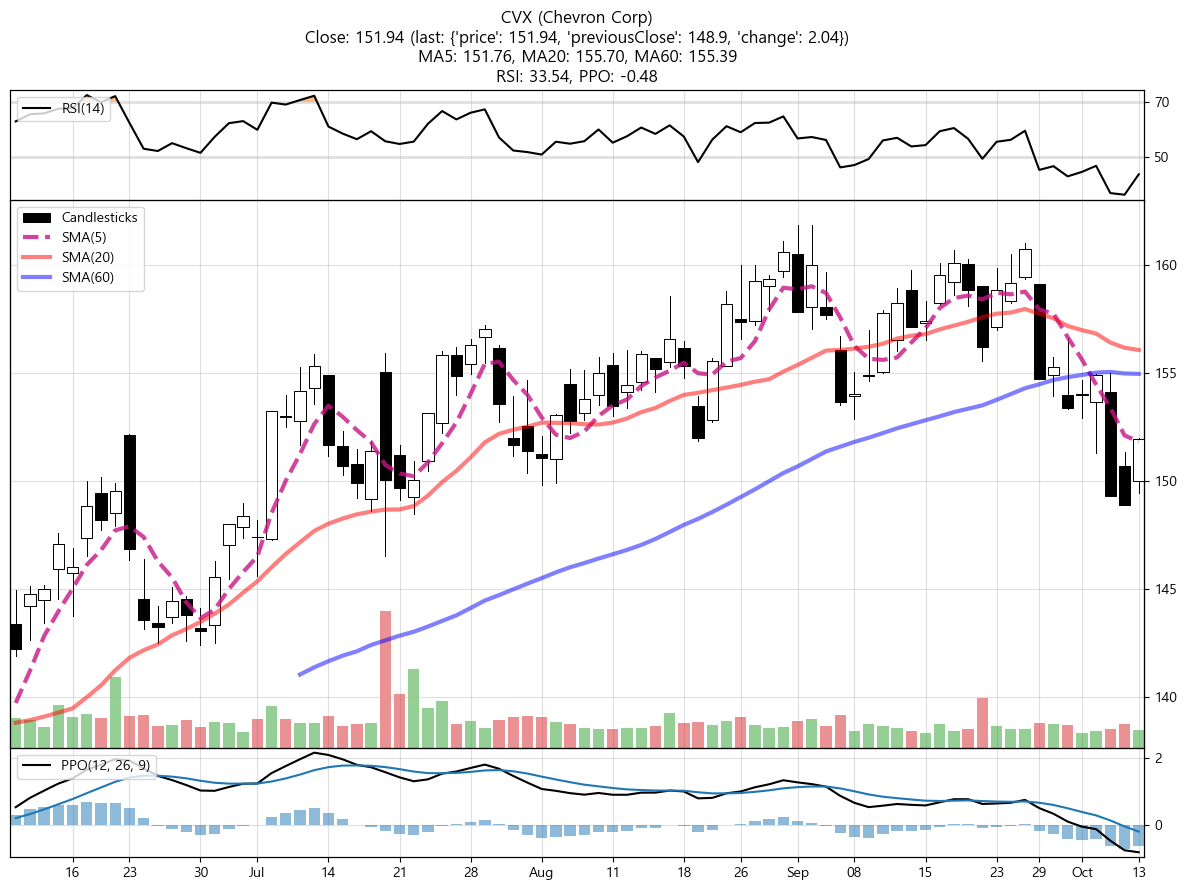 CVX (Chevron Corp)
Close: 151.94 (last: {'price': 151.94, 'previousClose': 148.9, 'change': 2.04})
MA5: 151.76, MA20: 155.70, MA60: 155.39
RSI: 33.54, PPO: -0.48
RSI(14)
70
50
Candlesticks
SMA(5)
SMA(20)
SMA(60)
160
155
150
145
140
PPO(12, 26, 9)
2
0
16 23 30 Jul 14 21 28 Aug 11 18 26 Sep 08 15 23 29 Oct 13